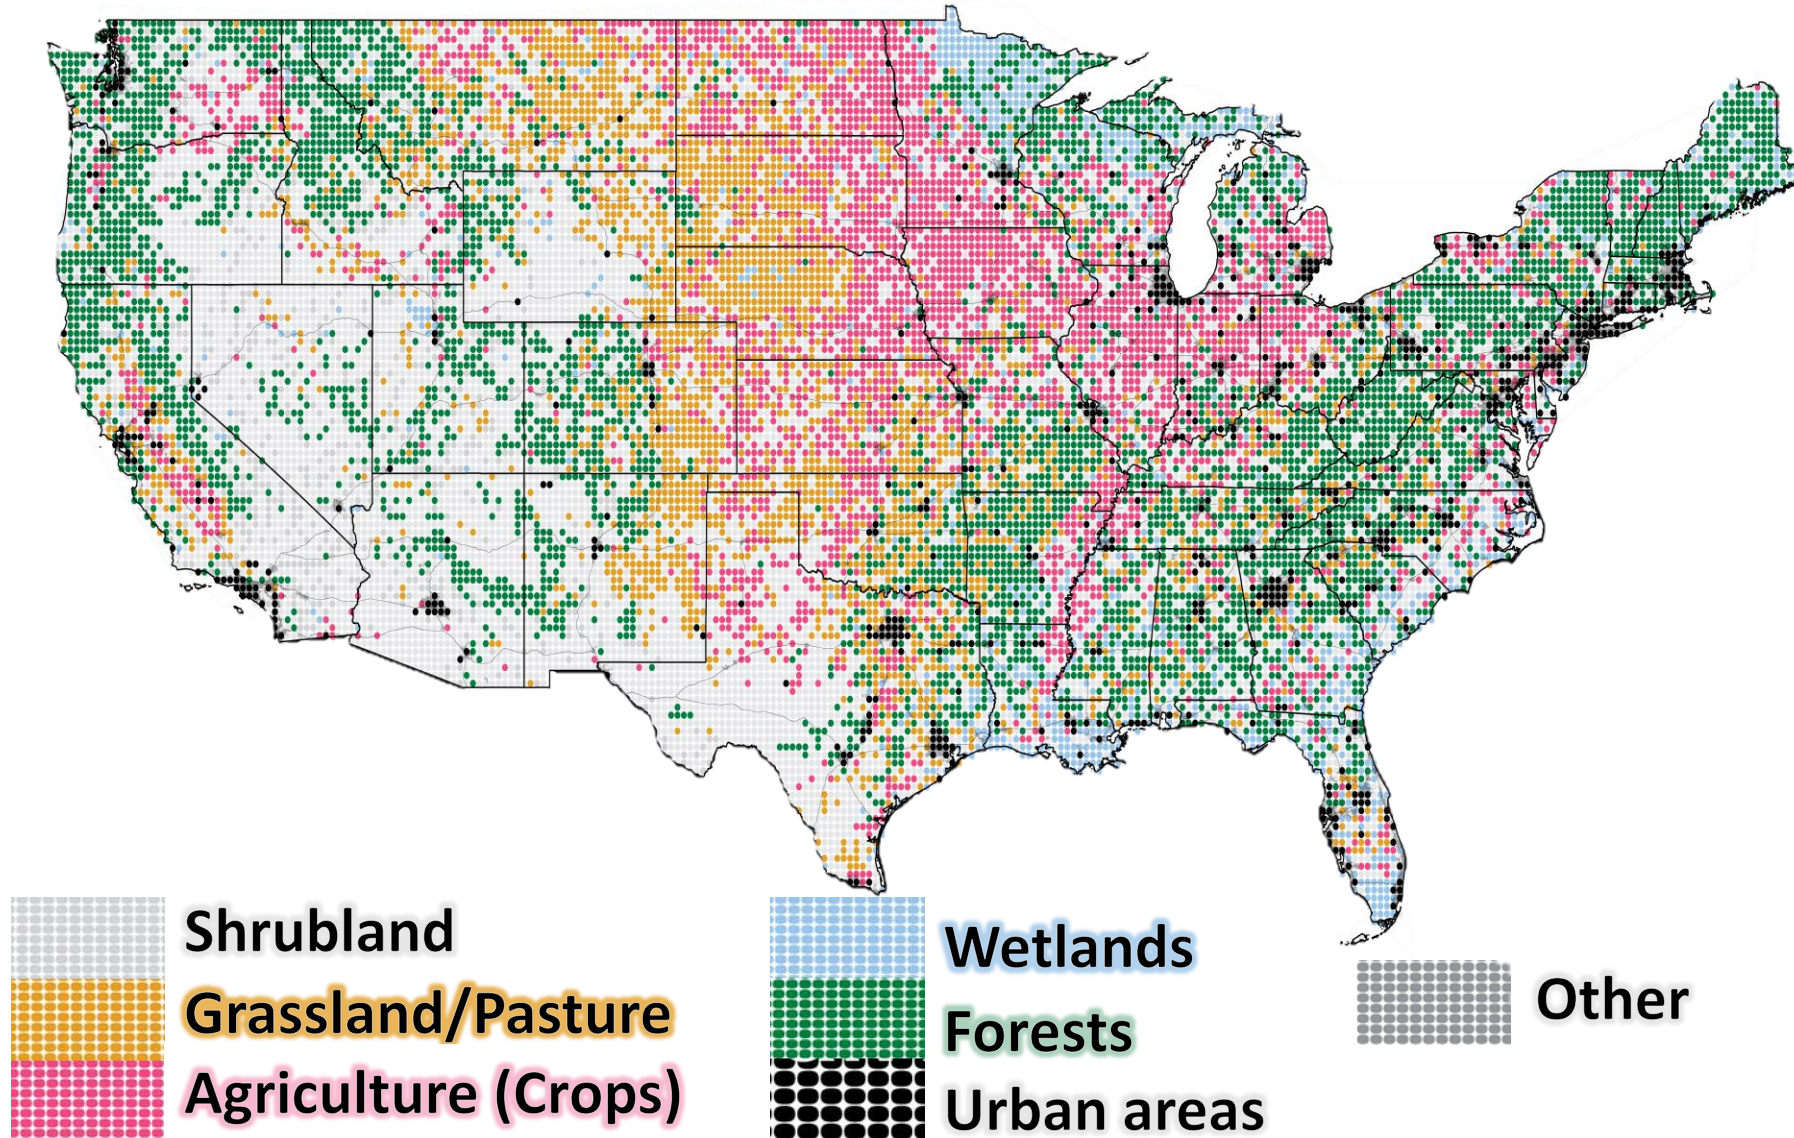 Shrubland
Grassland/Pasture
Agriculture (Crops)
Wetlands
Forests
Urban areas
Other